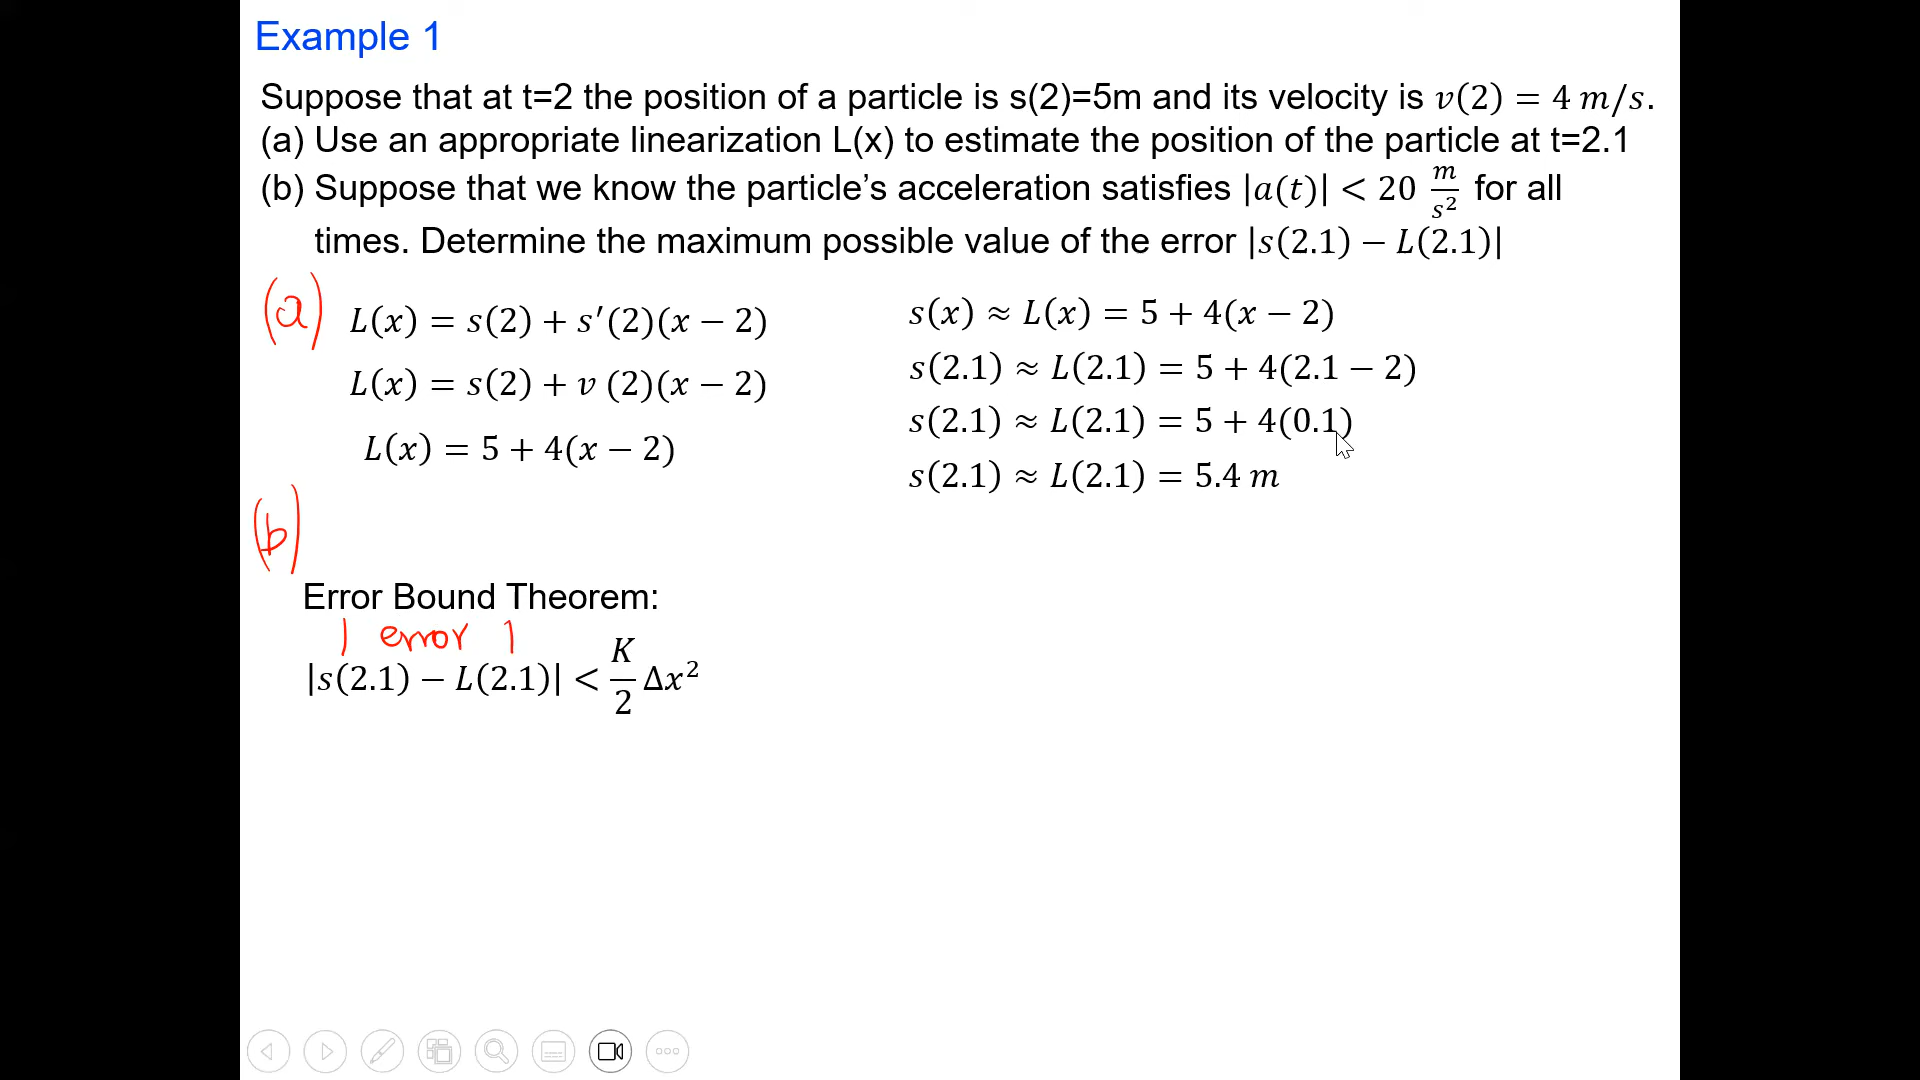 Example 1
Suppose that at t=2 the position of a particle is s(2)=5m and its velocity is v(2) = 4 m/s.
(a) Use an appropriate linearization L(x) to estimate the position of the particle at t=2.1
(b) Suppose that we know the particle’s acceleration satisfies |a(t)| < 20 m/s² for all
times. Determine the maximum possible value of the error |s(2.1) − L(2.1)|
(a)
L(x) = s(2) + s′(2)(x − 2)
L(x) = s(2) + v (2)(x − 2)
L(x) = 5 + 4(x − 2)
s(x) ≈ L(x) = 5 + 4(x − 2)
s(2.1) ≈ L(2.1) = 5 + 4(2.1 − 2)
s(2.1) ≈ L(2.1) = 5 + 4(0.1)
s(2.1) ≈ L(2.1) = 5.4 m
(b)
Error Bound Theorem:
| error |
|s(2.1) − L(2.1)| < K/2 Δx²